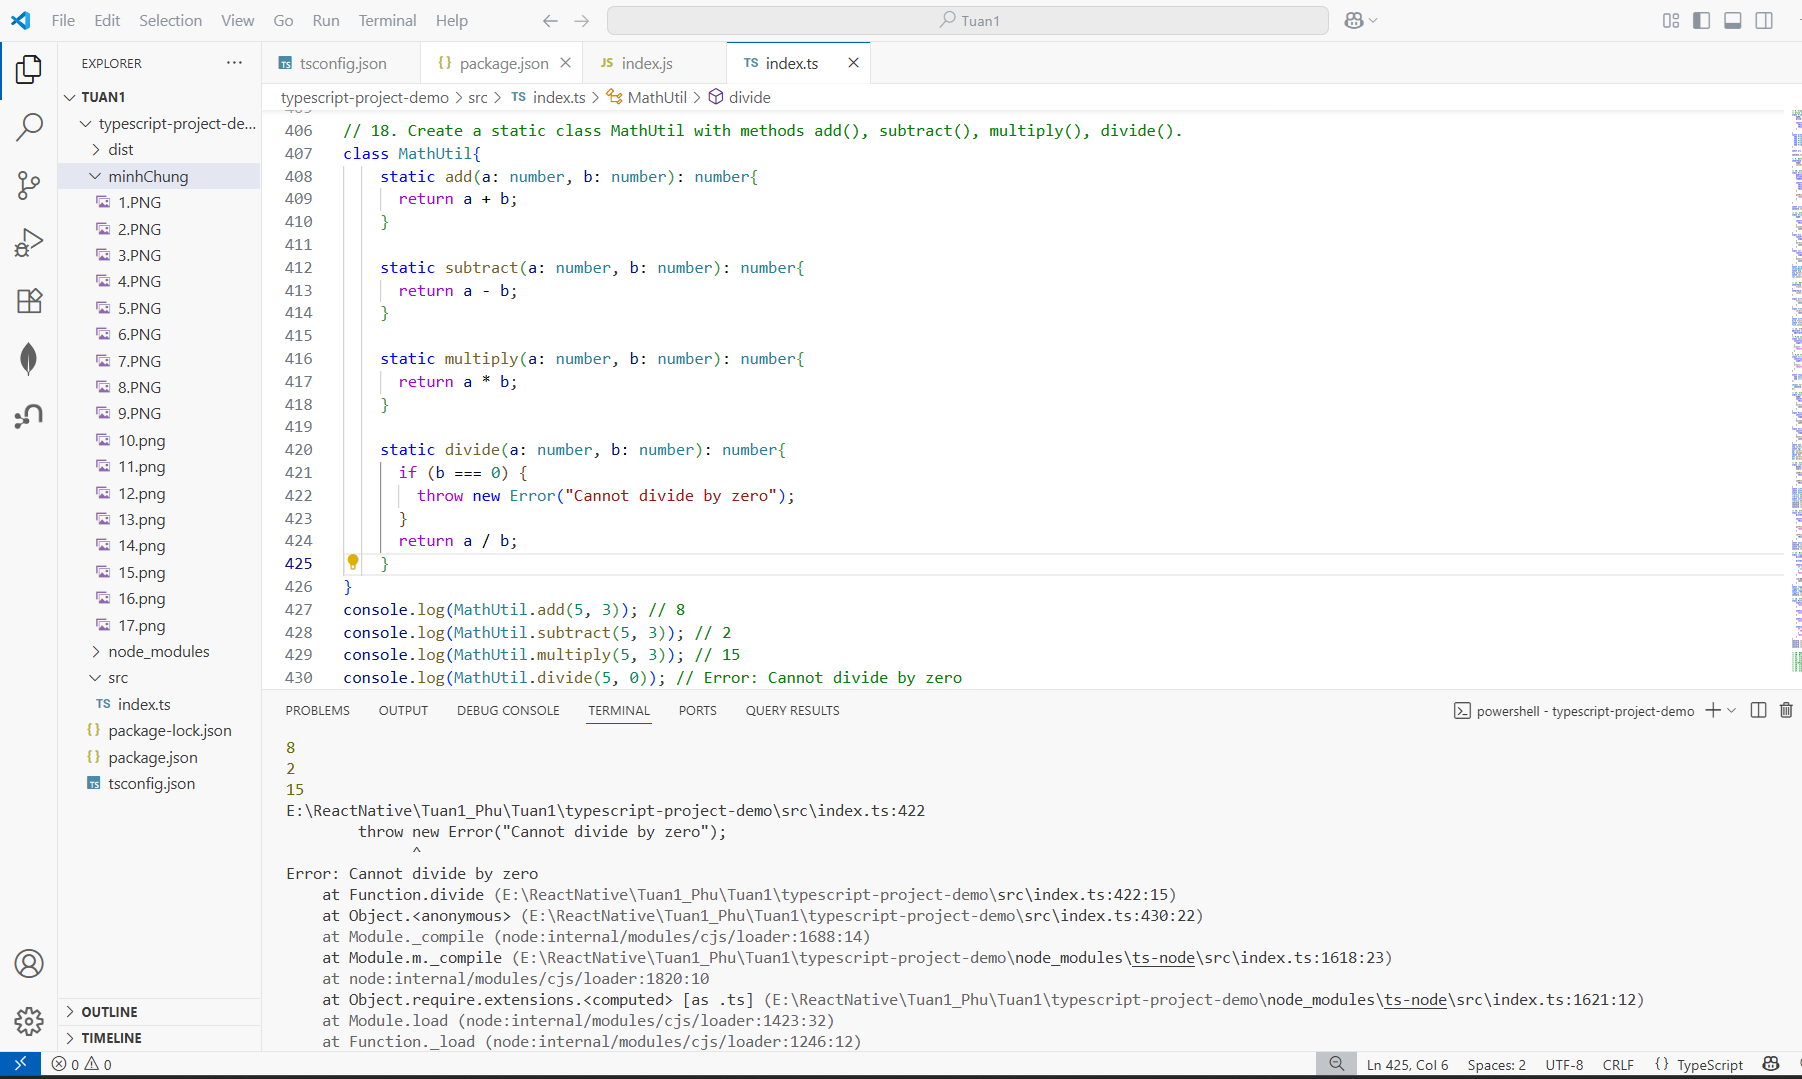 File Edit Selection View Go Run Terminal Help
Tuan1
EXPLORER
TUAN1
typescript-project-de...
dist
minhChung
1.PNG
2.PNG
3.PNG
4.PNG
5.PNG
6.PNG
7.PNG
8.PNG
9.PNG
10.png
11.png
12.png
13.png
14.png
15.png
16.png
17.png
node_modules
src
TS index.ts
{} package-lock.json
{} package.json
TS tsconfig.json
OUTLINE
TIMELINE
TS tsconfig.json
{} package.json
JS index.js
TS index.ts
typescript-project-demo > src > TS index.ts > MathUtil > divide
406 // 18. Create a static class MathUtil with methods add(), subtract(), multiply(), divide().
407 class MathUtil{
408 static add(a: number, b: number): number{
409 return a + b;
410 }
411
412 static subtract(a: number, b: number): number{
413 return a - b;
414 }
415
416 static multiply(a: number, b: number): number{
417 return a * b;
418 }
419
420 static divide(a: number, b: number): number{
421 if (b === 0) {
422 throw new Error("Cannot divide by zero");
423 }
424 return a / b;
425 }
426 }
427 console.log(MathUtil.add(5, 3)); // 8
428 console.log(MathUtil.subtract(5, 3)); // 2
429 console.log(MathUtil.multiply(5, 3)); // 15
430 console.log(MathUtil.divide(5, 0)); // Error: Cannot divide by zero
PROBLEMS OUTPUT DEBUG CONSOLE TERMINAL PORTS QUERY RESULTS
powershell - typescript-project-demo
8
2
15
E:\ReactNative\Tuan1_Phu\Tuan1\typescript-project-demo\src\index.ts:422
throw new Error("Cannot divide by zero");
^
Error: Cannot divide by zero
at Function.divide (E:\ReactNative\Tuan1_Phu\Tuan1\typescript-project-demo\src\index.ts:422:15)
at Object.<anonymous> (E:\ReactNative\Tuan1_Phu\Tuan1\typescript-project-demo\src\index.ts:430:22)
at Module._compile (node:internal/modules/cjs/loader:1688:14)
at Module.m._compile (E:\ReactNative\Tuan1_Phu\Tuan1\typescript-project-demo\node_modules\ts-node\src\index.ts:1618:23)
at node:internal/modules/cjs/loader:1820:10
at Object.require.extensions.<computed> [as .ts] (E:\ReactNative\Tuan1_Phu\Tuan1\typescript-project-demo\node_modules\ts-node\src\index.ts:1621:12)
at Module.load (node:internal/modules/cjs/loader:1423:32)
at Function._load (node:internal/modules/cjs/loader:1246:12)
0 0
Ln 425, Col 6 Spaces: 2 UTF-8 CRLF {} TypeScript